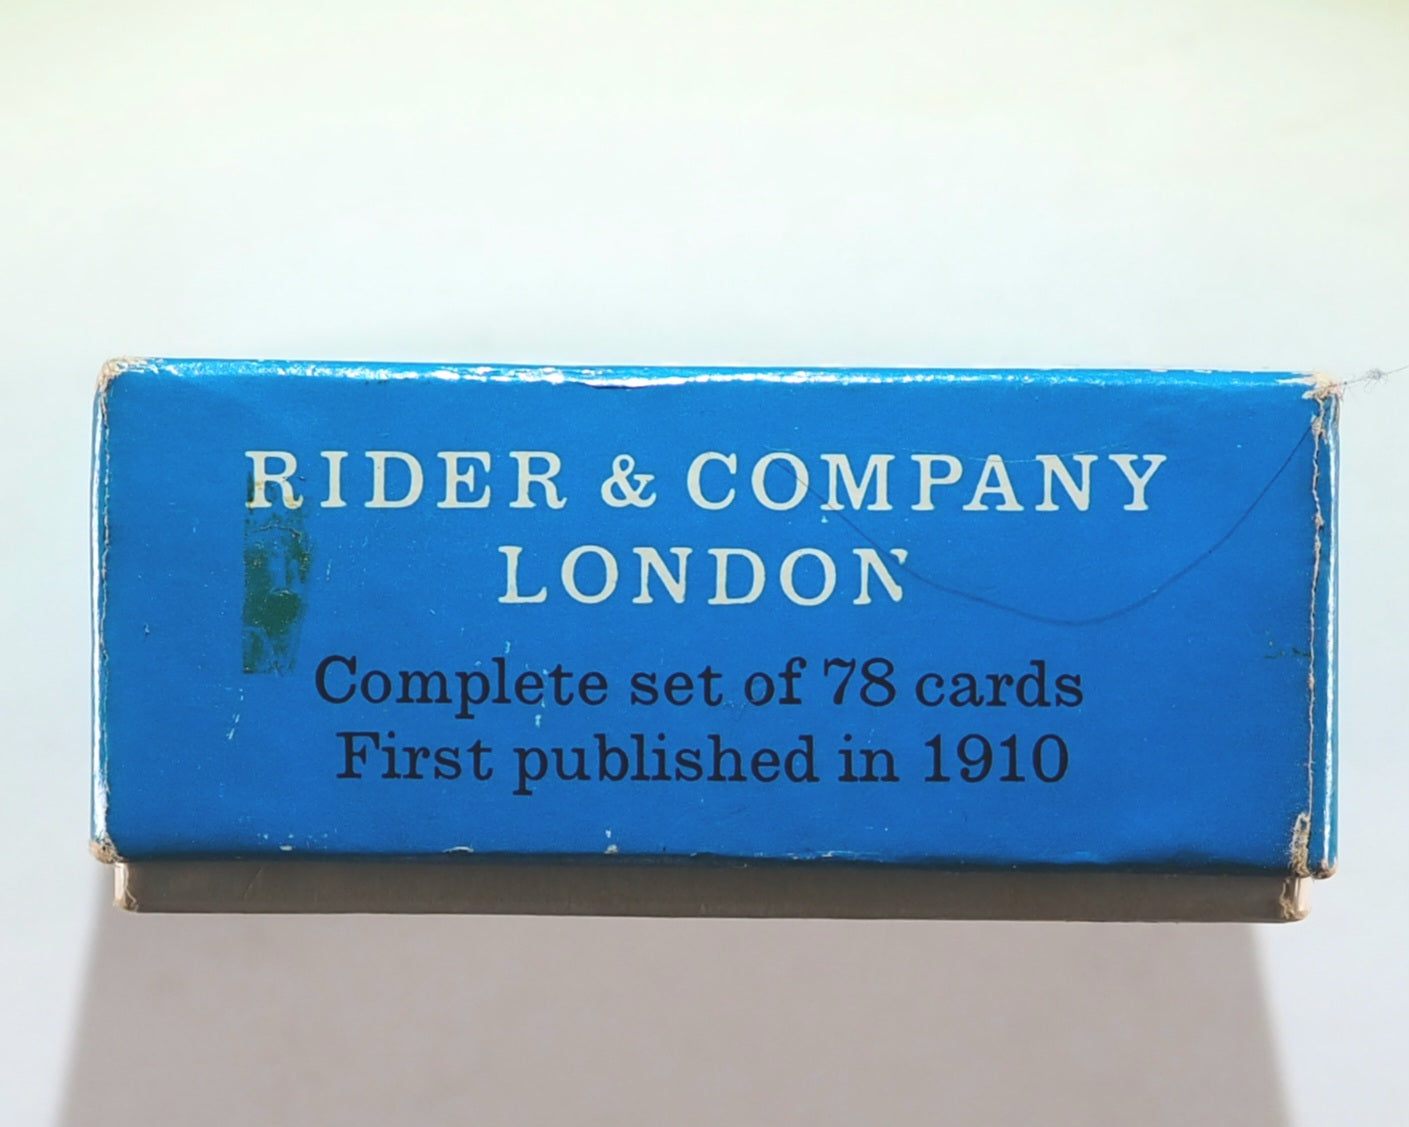 RIDER & COMPANY
LONDON
Complete set of 78 cards
First published in 1910